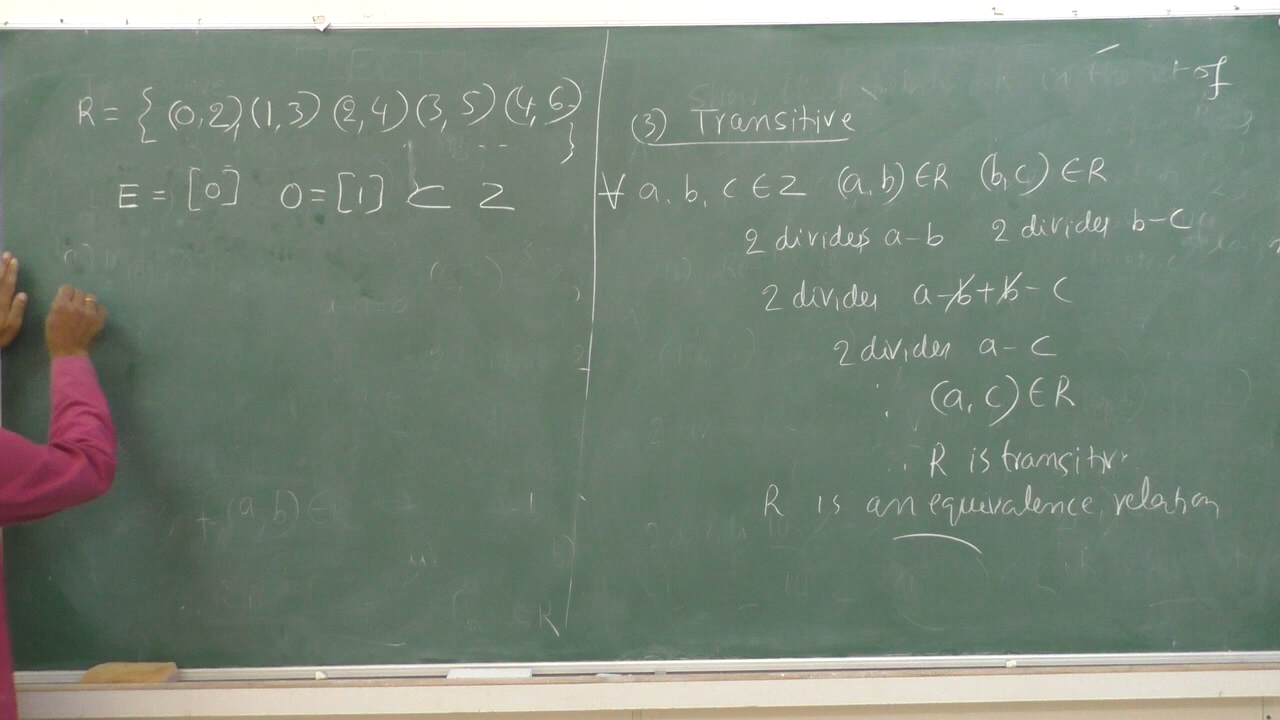 R = { (0,2), (1,3) (2,4) (3,5) (4,6)
... }
E = [0] O = [1] ⊂ Z
of
(3) Transitive
∀ a, b, c ∈ Z (a, b) ∈ R (b, c) ∈ R
2 divides a - b 2 divides b - c
2 divides a - b + b - c
2 divides a - c
∴ (a, c) ∈ R
∴ R is transitive
R is an equivalence relation